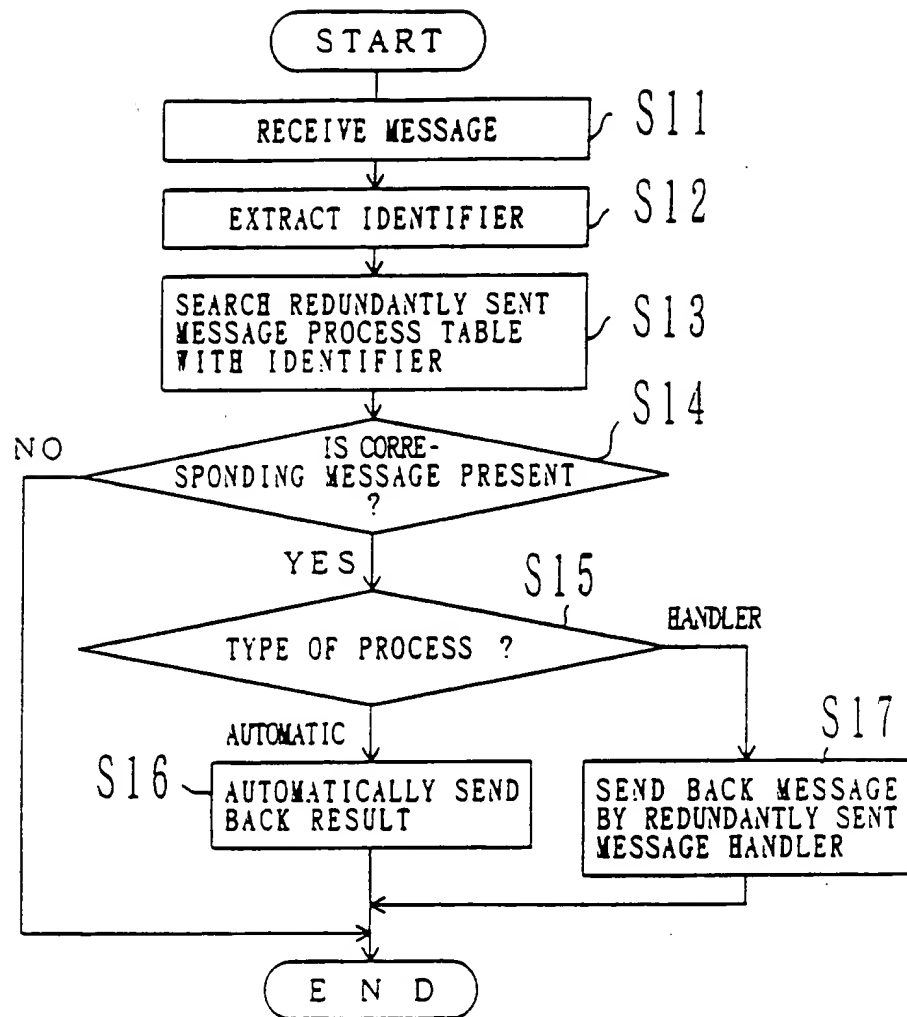 START
RECEIVE MESSAGE
S11
EXTRACT IDENTIFIER
S12
SEARCH REDUNDANTLY SENT
MESSAGE PROCESS TABLE
WITH IDENTIFIER
S13
S14
NO
IS CORRE-
SPONDING MESSAGE PRESENT
?
YES
S15
TYPE OF PROCESS ?
HANDLER
AUTOMATIC
S16
AUTOMATICALLY SEND
BACK RESULT
S17
SEND BACK MESSAGE
BY REDUNDANTLY SENT
MESSAGE HANDLER
END